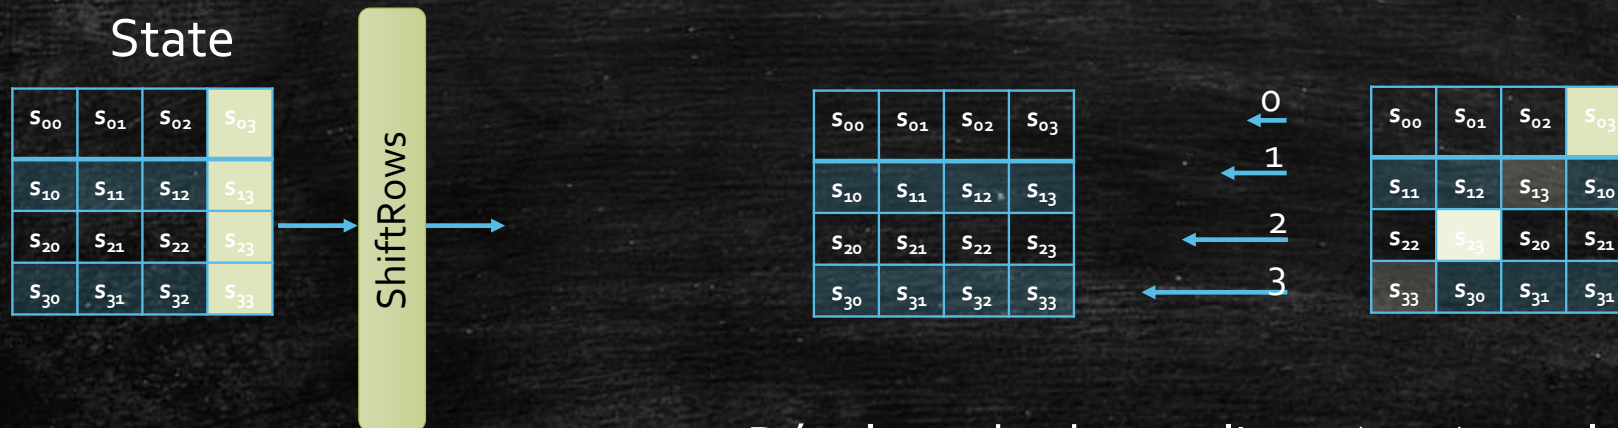 State
S00 S01 S02 S03
S10 S11 S12 S13
S20 S21 S22 S23
S30 S31 S32 S33
ShiftRows
S00 S01 S02 S03
S10 S11 S12 S13
S20 S21 S22 S23
S30 S31 S32 S33
0
1
2
3
S00 S01 S02 S03
S11 S12 S13 S10
S22 S23 S20 S21
S33 S30 S31 S31